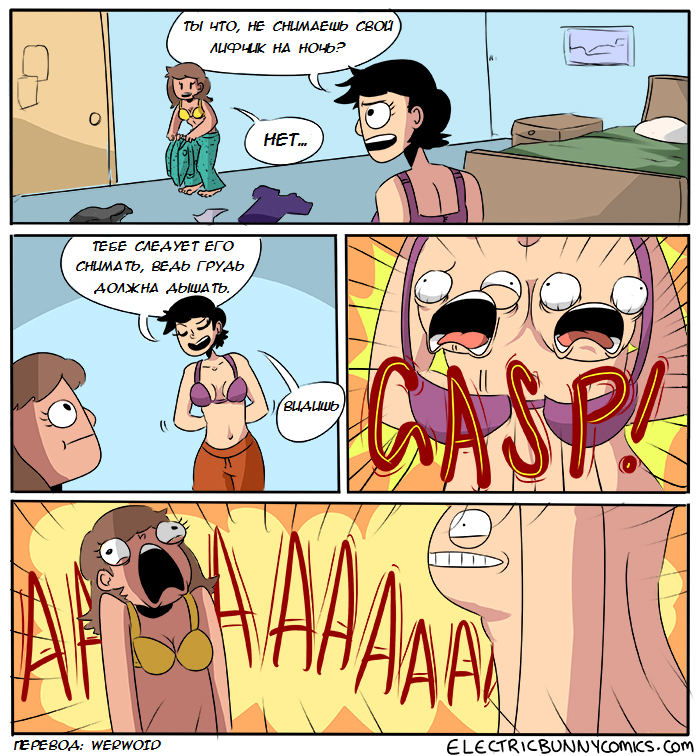 ТЫ ЧТО, НЕ СНИМАЕШЬ СВОЙ
ЛИФЧИК НА НОЧЬ?
НЕТ...
ТЕБЕ СЛЕДУЕТ ЕГО
СНИМАТЬ, ВЕДЬ ГРУДЬ
ДОЛЖНА ДЫШАТЬ.
ВИДИШЬ
GASP!
AAAAAAAAA!
ПЕРЕВОД: WERWOID
ELECTRICBUNNYCOMICS.COM